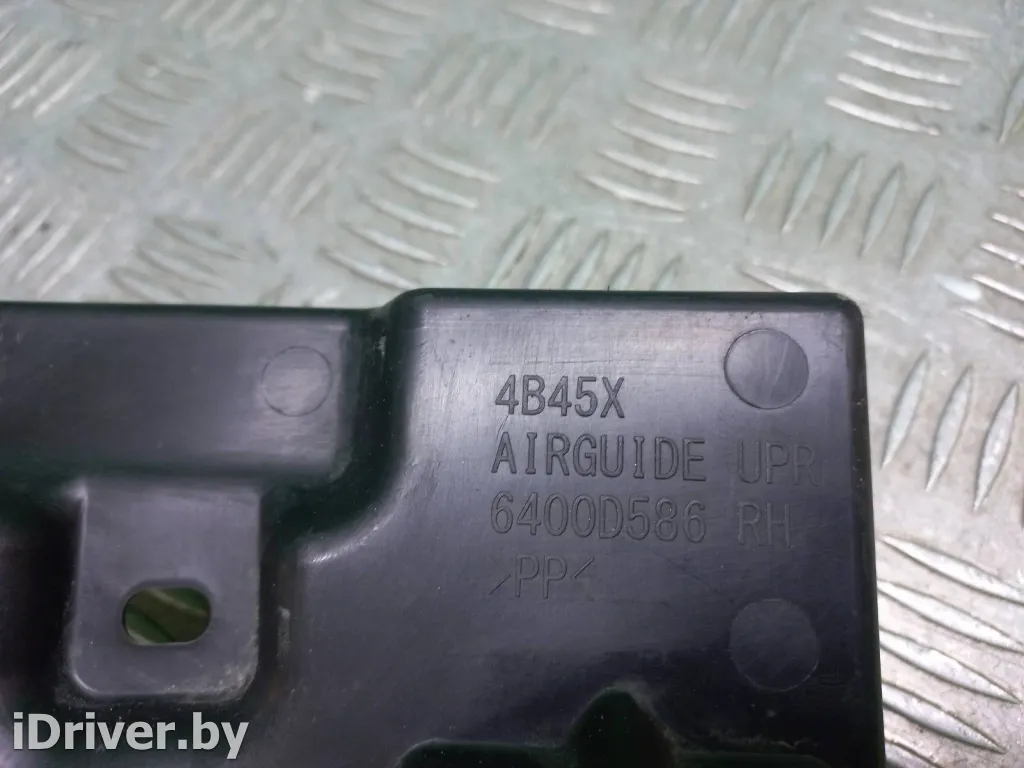 4B45X
AIRGUIDE UPR
6400D586 RH
>PP<
iDriver.by